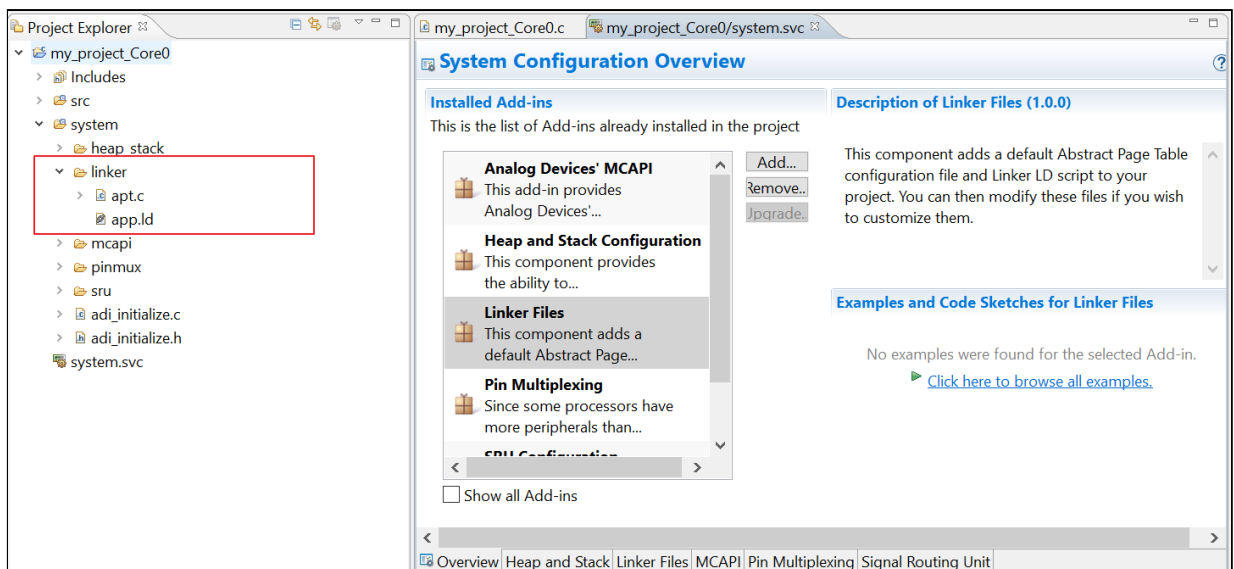 Project Explorer
my_project_Core0
Includes
src
system
heap_stack
linker
apt.c
app.ld
mcapi
pinmux
sru
adi_initialize.c
adi_initialize.h
system.svc
my_project_Core0.c
my_project_Core0/system.svc
System Configuration Overview
Installed Add-ins
This is the list of Add-ins already installed in the project
Analog Devices' MCAPI
This add-in provides
Analog Devices'...
Heap and Stack Configuration
This component provides
the ability to...
Linker Files
This component adds a
default Abstract Page...
Pin Multiplexing
Since some processors have
more peripherals than...
SRU Configuration
Add...
Remove..
Upgrade..
Show all Add-ins
Description of Linker Files (1.0.0)
This component adds a default Abstract Page Table
configuration file and Linker LD script to your
project. You can then modify these files if you wish
to customize them.
Examples and Code Sketches for Linker Files
No examples were found for the selected Add-in.
Click here to browse all examples.
Overview Heap and Stack Linker Files MCAPI Pin Multiplexing Signal Routing Unit